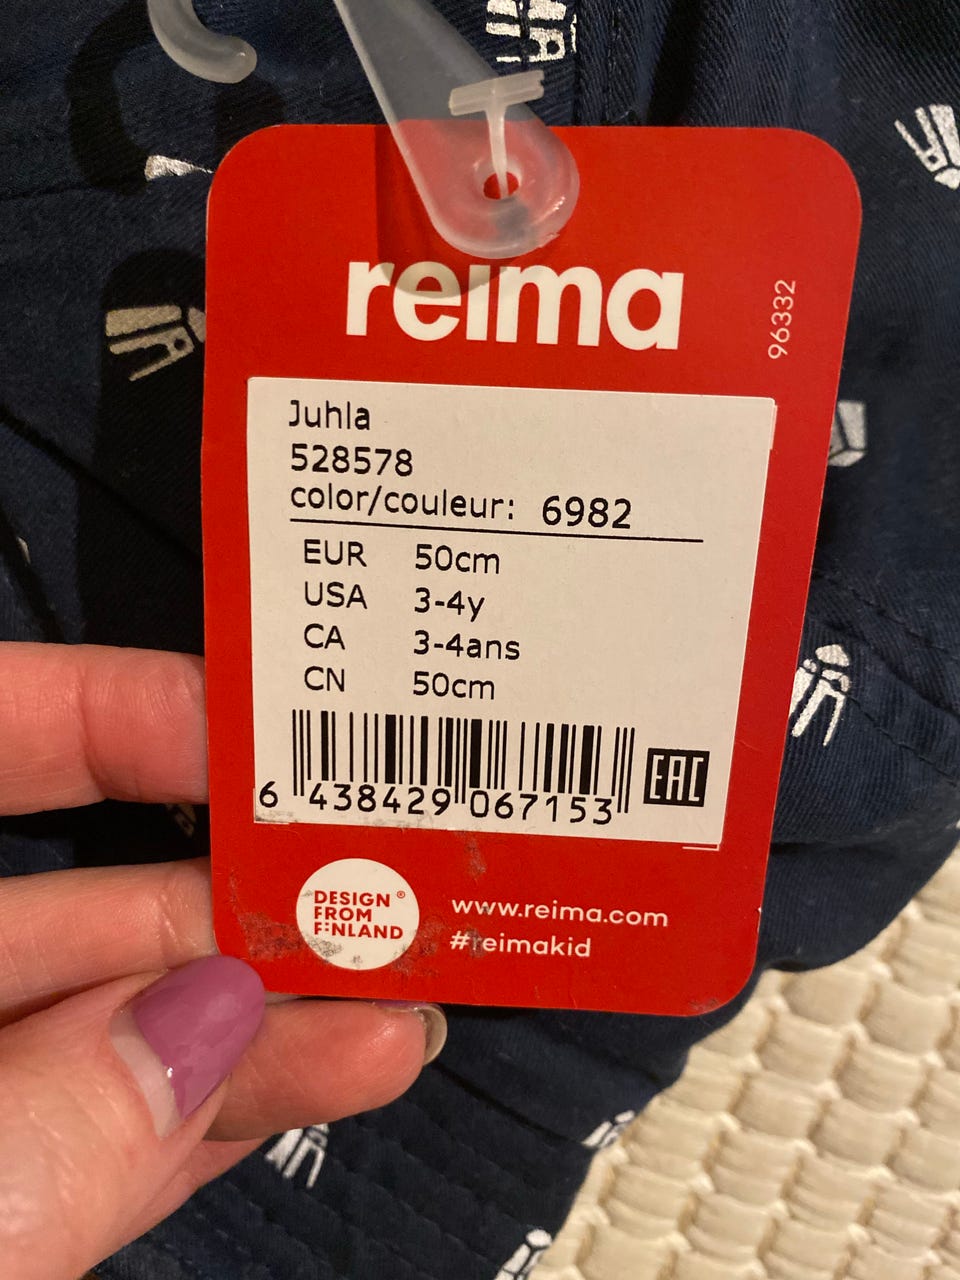 reima
96332
Juhla
528578
color/couleur: 6982
EUR 50cm
USA 3-4y
CA 3-4ans
CN 50cm
6 438429 067153
EAC
DESIGN ®
FROM
FINLAND
www.reima.com
#reimakid